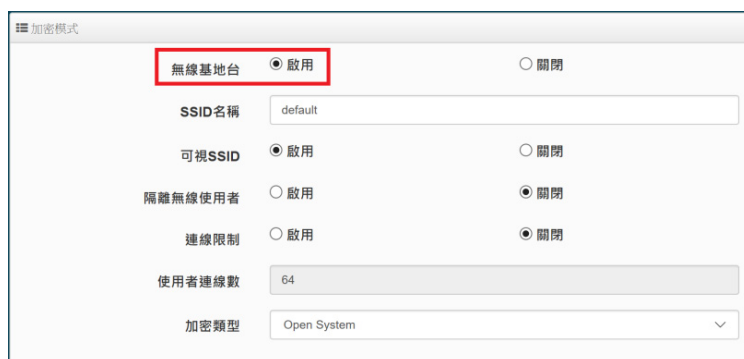 加密模式
無線基地台 啟用 關閉
SSID名稱 default
可視SSID 啟用 關閉
隔離無線使用者 啟用 關閉
連線限制 啟用 關閉
使用者連線數 64
加密類型 Open System